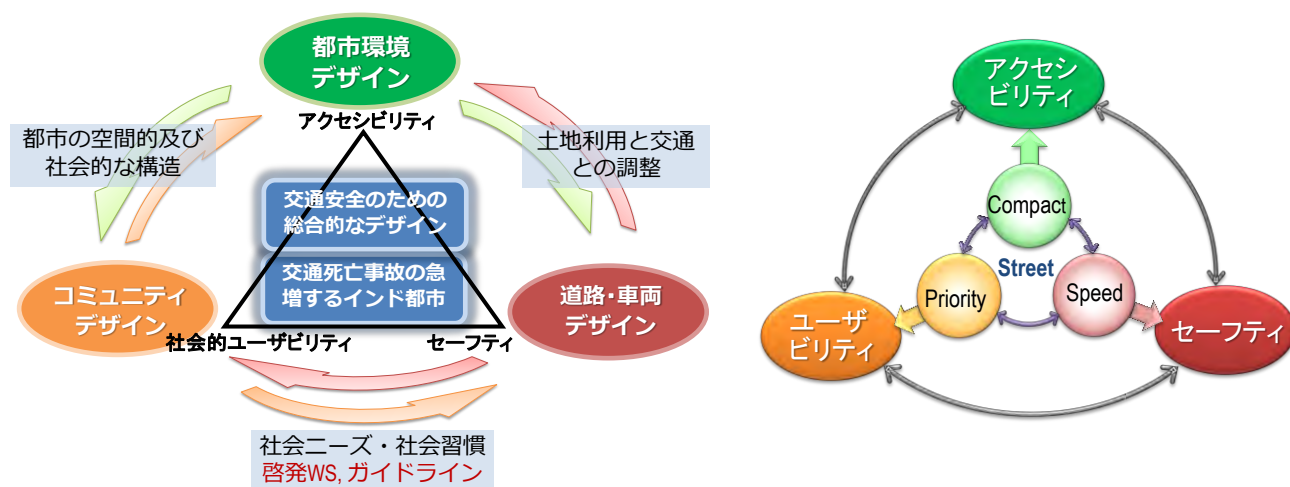 都市環境
デザイン
アクセシビリティ
都市の空間的及び
社会的な構造
土地利用と交通
との調整
交通安全のための
総合的なデザイン
交通死亡事故の急
増するインド都市
コミュニティ
デザイン
道路・車両
デザイン
社会的ユーザビリティ
セーフティ
社会ニーズ・社会習慣
啓発WS, ガイドライン
アクセシ
ビリティ
Compact
Street
Priority
Speed
ユーザ
ビリティ
セーフティ